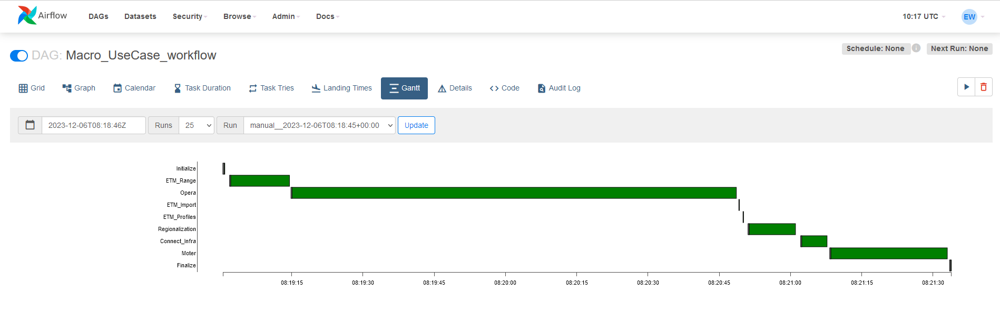 Airflow DAGs Datasets Security Browse Admin Docs 10:17 UTC EW
DAG: Macro_UseCase_workflow Schedule: None i Next Run: None
Grid Graph Calendar Task Duration Task Tries Landing Times Gantt Details Code Audit Log
2023-12-06T08:18:46Z Runs 25 Run manual__2023-12-06T08:18:45+00:00 Update
Initialize
ETM_Range
Opera
ETM_Import
ETM_Profiles
Regionalization
Connect_Infra
Moter
Finalize
08:19:15 08:19:30 08:19:45 08:20:00 08:20:15 08:20:30 08:20:45 08:21:00 08:21:15 08:21:30